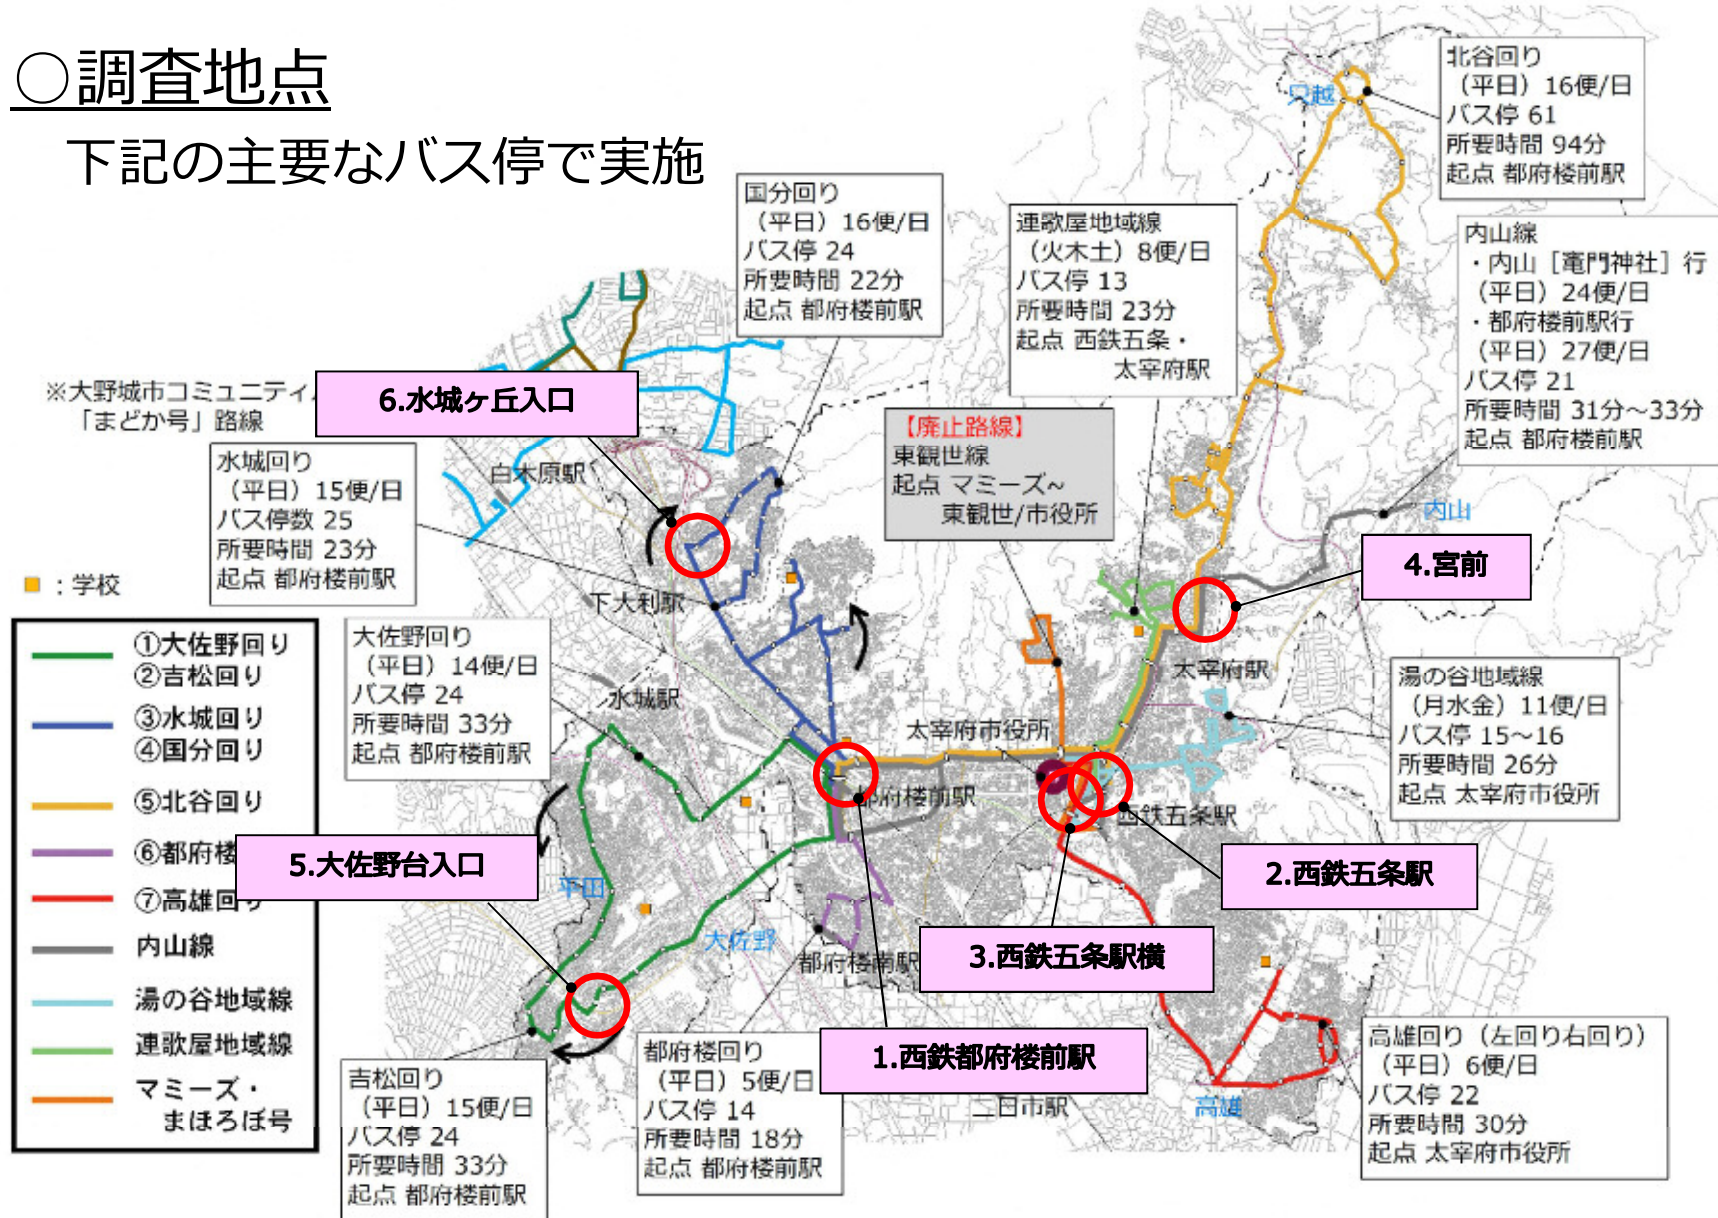 ○調査地点
下記の主要なバス停で実施
北谷回り
（平日）16便/日
バス停 61
所要時間 94分
起点 都府楼前駅
只越
国分回り
（平日）16便/日
バス停 24
所要時間 22分
起点 都府楼前駅
連歌屋地域線
（火木土）8便/日
バス停 13
所要時間 23分
起点 西鉄五条・
太宰府駅
内山線
・内山［竈門神社］行
（平日）24便/日
・都府楼前駅行
（平日）27便/日
バス停 21
所要時間 31分～33分
起点 都府楼前駅
※大野城市コミュニティ
「まどか号」路線
6.水城ヶ丘入口
【廃止路線】
東観世線
起点 マミーズ～
東観世/市役所
水城回り
（平日）15便/日
バス停数 25
所要時間 23分
起点 都府楼前駅
白木原駅
内山
4.宮前
：学校
下大利駅
①大佐野回り
②吉松回り
③水城回り
④国分回り
⑤北谷回り
⑥都府楼
⑦高雄回り
内山線
湯の谷地域線
連歌屋地域線
マミーズ・
まほろば号
大佐野回り
（平日）14便/日
バス停 24
所要時間 33分
起点 都府楼前駅
水城駅
太宰府駅
湯の谷地域線
（月水金）11便/日
バス停 15～16
所要時間 26分
起点 太宰府市役所
太宰府市役所
都府楼前駅
西鉄五条駅
5.大佐野台入口
2.西鉄五条駅
平田
大佐野
都府楼南駅
3.西鉄五条駅横
1.西鉄都府楼前駅
吉松回り
（平日）15便/日
バス停 24
所要時間 33分
起点 都府楼前駅
都府楼回り
（平日）5便/日
バス停 14
所要時間 18分
起点 都府楼前駅
二日市駅
高雄
高雄回り（左回り右回り）
（平日）6便/日
バス停 22
所要時間 30分
起点 太宰府市役所